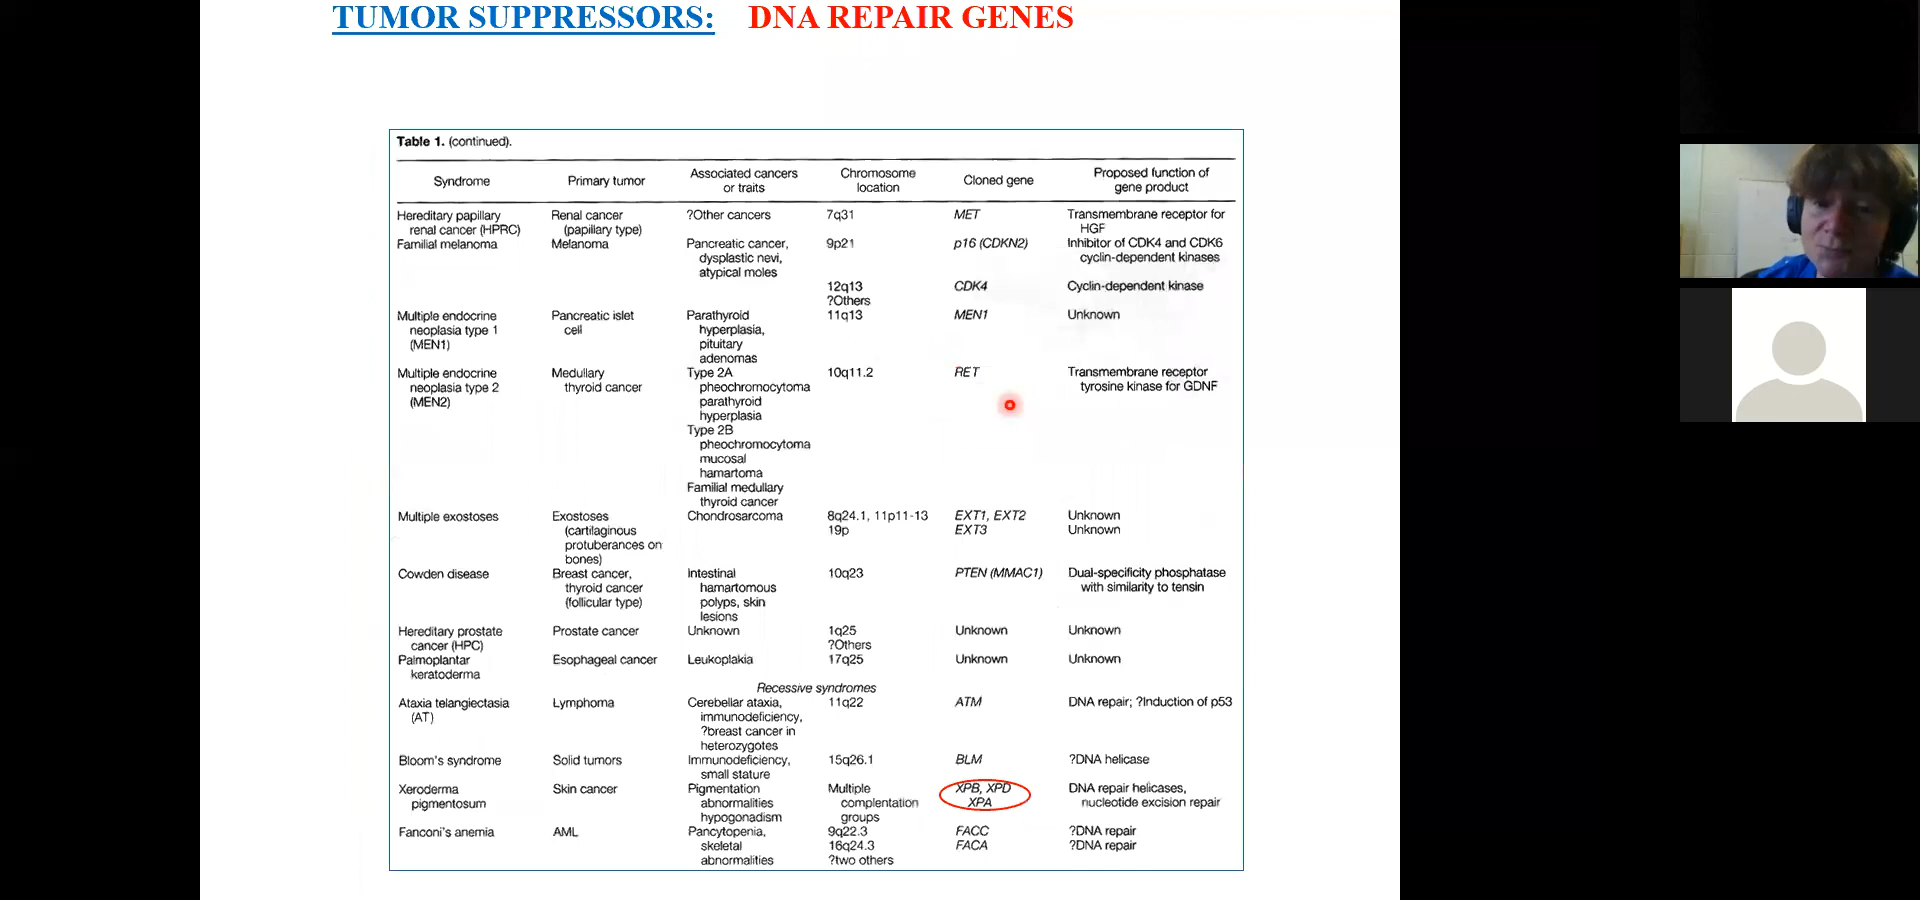 TUMOR SUPPRESSORS: DNA REPAIR GENES
Table 1. (continued).
Syndrome Primary tumor Associated cancers or traits Chromosome location Cloned gene Proposed function of gene product
Hereditary papillary Renal cancer ?Other cancers 7q31 MET Transmembrane receptor for
renal cancer (HPRC) (papillary type) HGF
Familial melanoma Melanoma Pancreatic cancer, 9p21 p16 (CDKN2) Inhibitor of CDK4 and CDK6
dysplastic nevi, cyclin-dependent kinases
atypical moles
12q13 CDK4 Cyclin-dependent kinase
?Others
Multiple endocrine Pancreatic islet Parathyroid 11q13 MEN1 Unknown
neoplasia type 1 cell hyperplasia,
(MEN1) pituitary
adenomas
Multiple endocrine Medullary Type 2A 10q11.2 RET Transmembrane receptor
neoplasia type 2 thyroid cancer pheochromocytoma tyrosine kinase for GDNF
(MEN2) parathyroid
hyperplasia
Type 2B
pheochromocytoma
mucosal
hamartoma
Familial medullary
thyroid cancer
Multiple exostoses Exostoses Chondrosarcoma 8q24.1, 11p11-13 EXT1, EXT2 Unknown
(cartilaginous 19p EXT3 Unknown
protuberances on
bones)
Cowden disease Breast cancer, Intestinal 10q23 PTEN (MMAC1) Dual-specificity phosphatase
thyroid cancer hamartomous with similarity to tensin
(follicular type) polyps, skin
lesions
Hereditary prostate Prostate cancer Unknown 1q25 Unknown Unknown
cancer (HPC) ?Others
Palmoplantar Esophageal cancer Leukoplakia 17q25 Unknown Unknown
keratoderma
Recessive syndromes
Ataxia telangiectasia Lymphoma Cerebellar ataxia, 11q22 ATM DNA repair; ?Induction of p53
(AT) immunodeficiency,
?breast cancer in
heterozygotes
Bloom's syndrome Solid tumors Immunodeficiency, 15q26.1 BLM ?DNA helicase
small stature
Xeroderma Skin cancer Pigmentation Multiple XPB, XPD DNA repair helicases,
pigmentosum abnormalities complentation XPA nucleotide excision repair
hypogonadism groups
Fanconi's anemia AML Pancytopenia, 9q22.3 FACC ?DNA repair
skeletal 16q24.3 FACA ?DNA repair
abnormalities ?two others